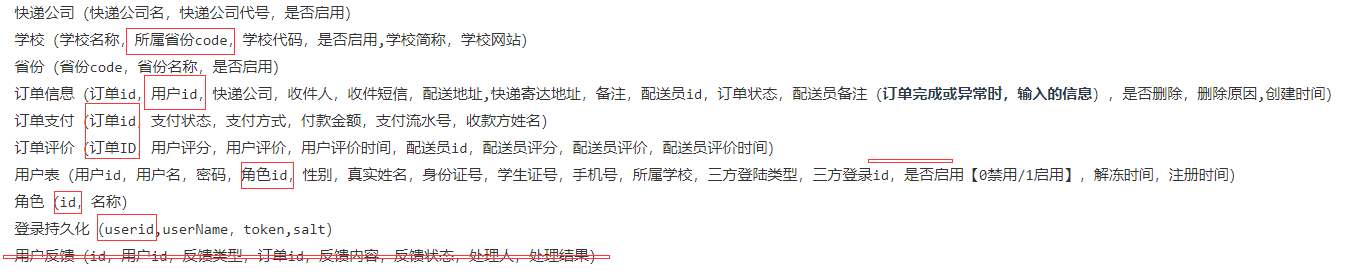 快递公司（快递公司名，快递公司代号，是否启用）
学校（学校名称，所属省份code，学校代码，是否启用,学校简称，学校网站）
省份（省份code，省份名称，是否启用）
订单信息（订单id，用户id，快递公司，收件人，收件短信，配送地址,快递寄达地址，备注，配送员id，订单状态，配送员备注（订单完成或异常时，输入的信息），是否删除，删除原因,创建时间）
订单支付（订单id，支付状态，支付方式，付款金额，支付流水号，收款方姓名）
订单评价（订单ID，用户评分，用户评价，用户评价时间，配送员id，配送员评分，配送员评价，配送员评价时间）
用户表（用户id，用户名，密码，角色id，性别，真实姓名，身份证号，学生证号，手机号，所属学校，三方登陆类型，三方登录id，是否启用【0禁用/1启用】，解冻时间，注册时间）
角色（id，名称）
登录持久化（userid,userName，token,salt）
用户反馈（id，用户id，反馈类型，订单id，反馈内容，反馈状态，处理人，处理结果）